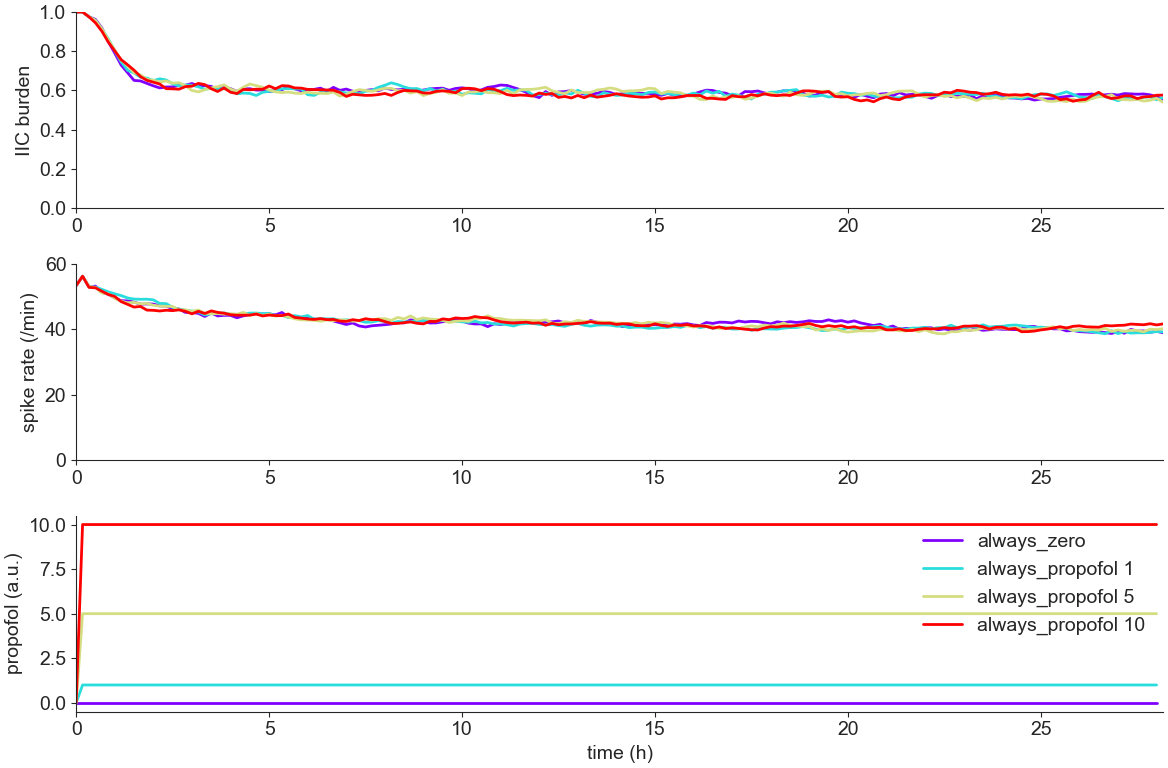 1.0
0.8
0.6
0.4
0.2
0.0
IIC burden
0 5 10 15 20 25
60
40
20
0
spike rate (/min)
0 5 10 15 20 25
10.0
7.5
5.0
2.5
0.0
propofol (a.u.)
always_zero
always_propofol 1
always_propofol 5
always_propofol 10
0 5 10 15 20 25
time (h)